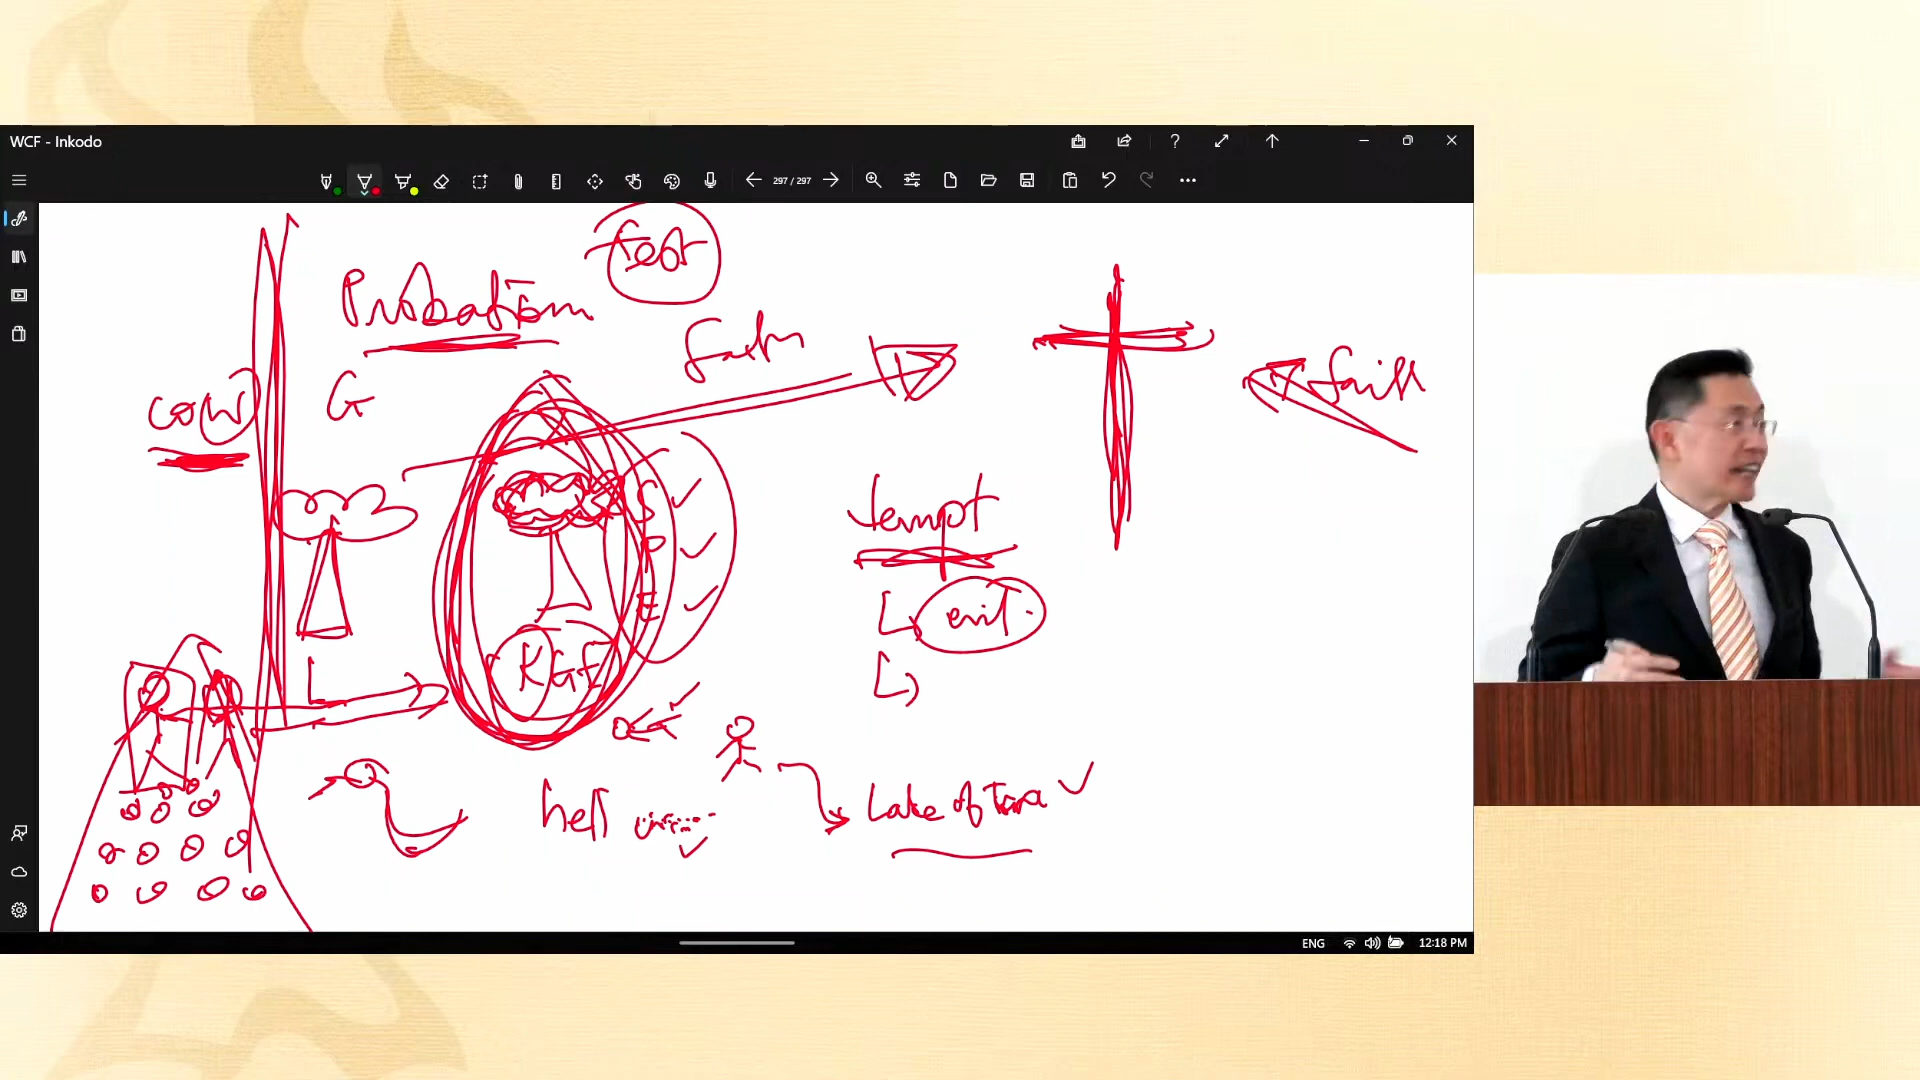 WCF - Inkodo
297 / 297
test
Probation
Faith
faith
COW
G
S
P
E
tempt
evil
KGE
L
hell
Lake of Fire
ENG
12:18 PM